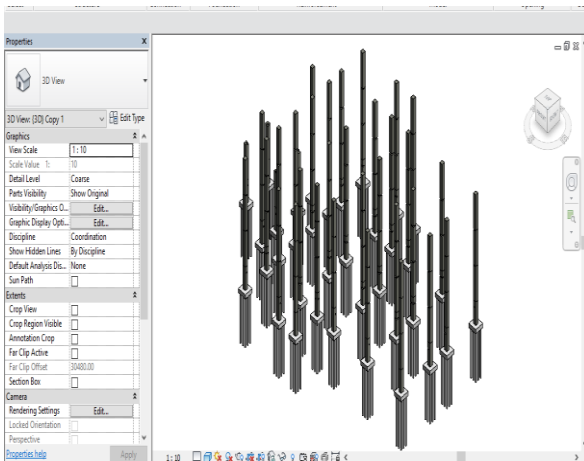 Properties
3D View
3D View: {3D} Copy 1
Edit Type
Graphics
View Scale 1 : 10
Scale Value 1: 10
Detail Level Coarse
Parts Visibility Show Original
Visibility/Graphics O... Edit...
Graphic Display Opti... Edit...
Discipline Coordination
Show Hidden Lines By Discipline
Default Analysis Dis... None
Sun Path
Extents
Crop View
Crop Region Visible
Annotation Crop
Far Clip Active
Far Clip Offset 30480.00
Section Box
Camera
Rendering Settings Edit...
Locked Orientation
Perspective
Properties help Apply
1 : 10